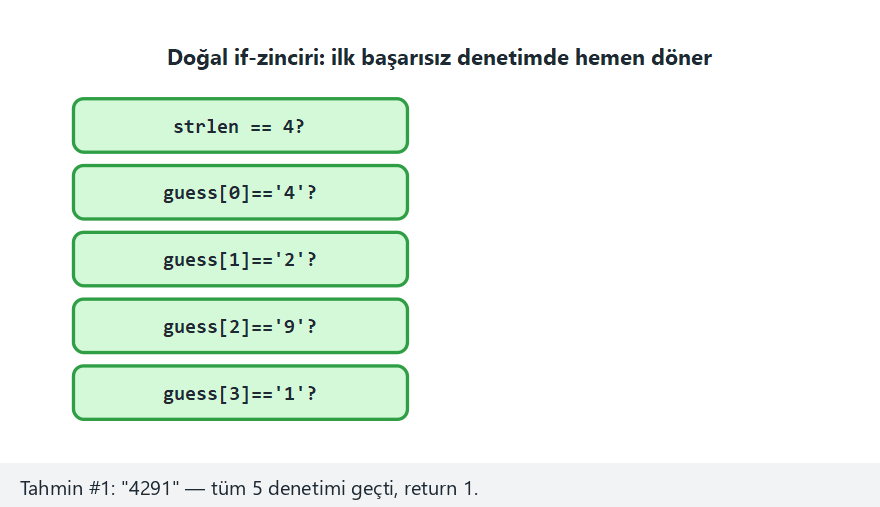 Doğal if-zinciri: ilk başarısız denetimde hemen döner
strlen == 4?
guess[0]=='4'?
guess[1]=='2'?
guess[2]=='9'?
guess[3]=='1'?
Tahmin #1: "4291" — tüm 5 denetimi geçti, return 1.